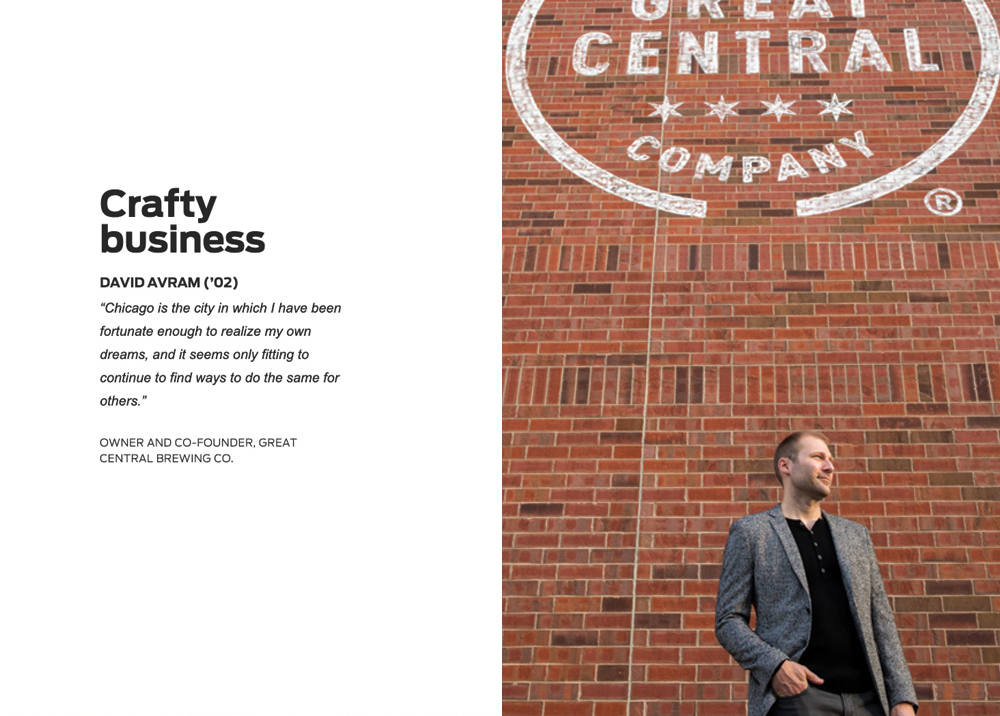 Crafty
business
DAVID AVRAM (’02)
“Chicago is the city in which I have been
fortunate enough to realize my own
dreams, and it seems only fitting to
continue to find ways to do the same for
others.”
OWNER AND CO-FOUNDER, GREAT
CENTRAL BREWING CO.
GREAT
CENTRAL
COMPANY
®